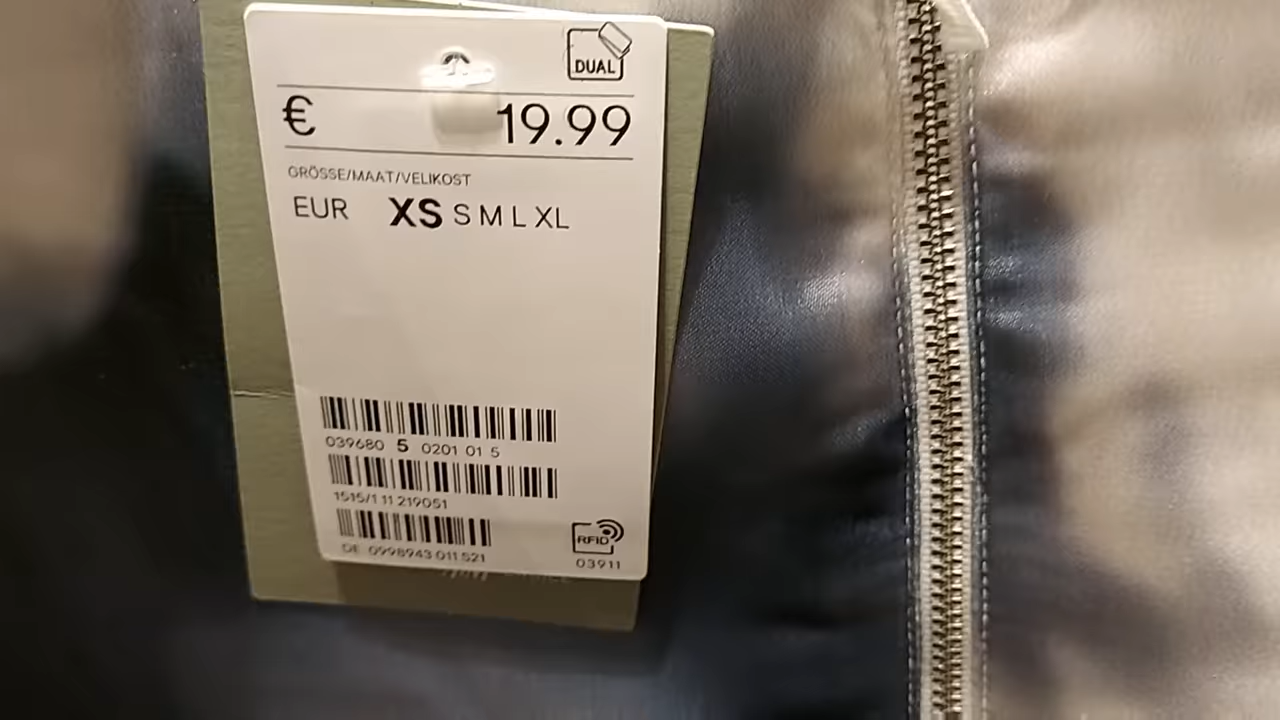 DUAL
€ 19.99
GRÖSSE/MAAT/VELIKOST
EUR XS S M L XL
039680 5 0201 01 5
1515/1 11 219051
DE 0998943 011 S21
RFID
03911